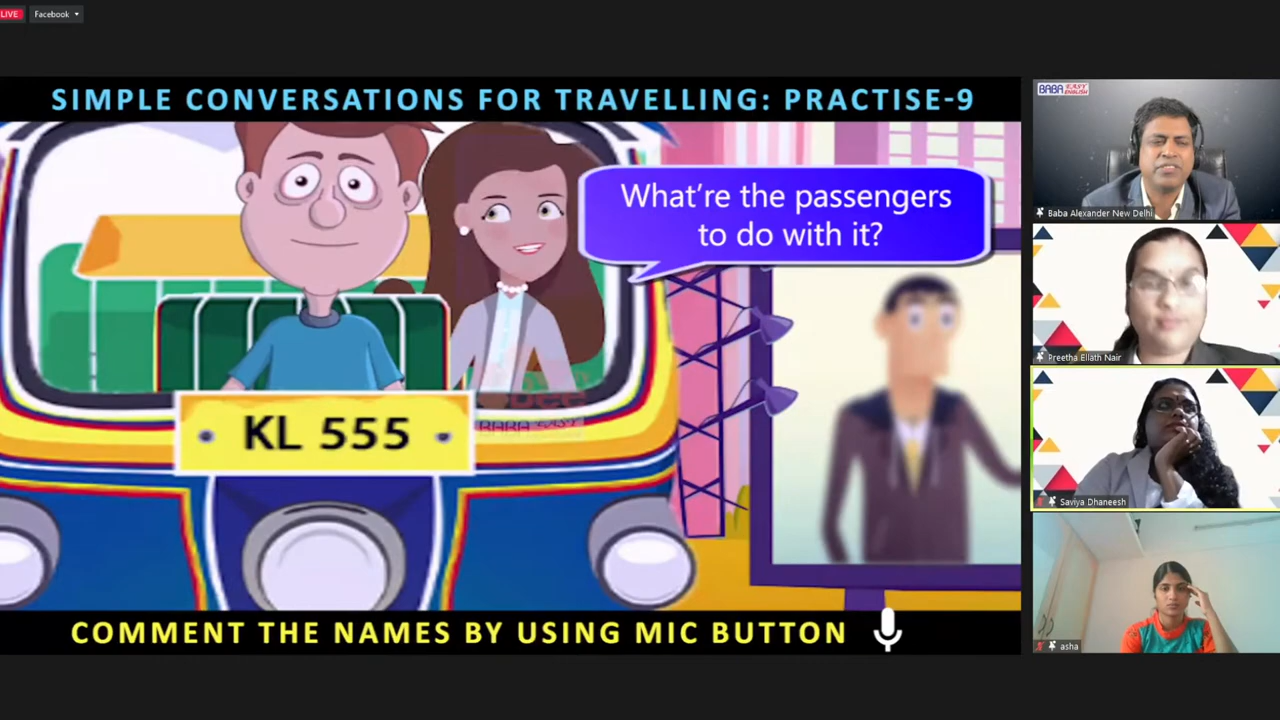 LIVE
Facebook
SIMPLE CONVERSATIONS FOR TRAVELLING: PRACTISE-9
What're the passengers
to do with it?
KL 555
BABA EASY
COMMENT THE NAMES BY USING MIC BUTTON
BABA EASY
ENGLISH
Baba Alexander New Delhi
Preetha Ellath Nair
Saviya Dhaneesh
asha